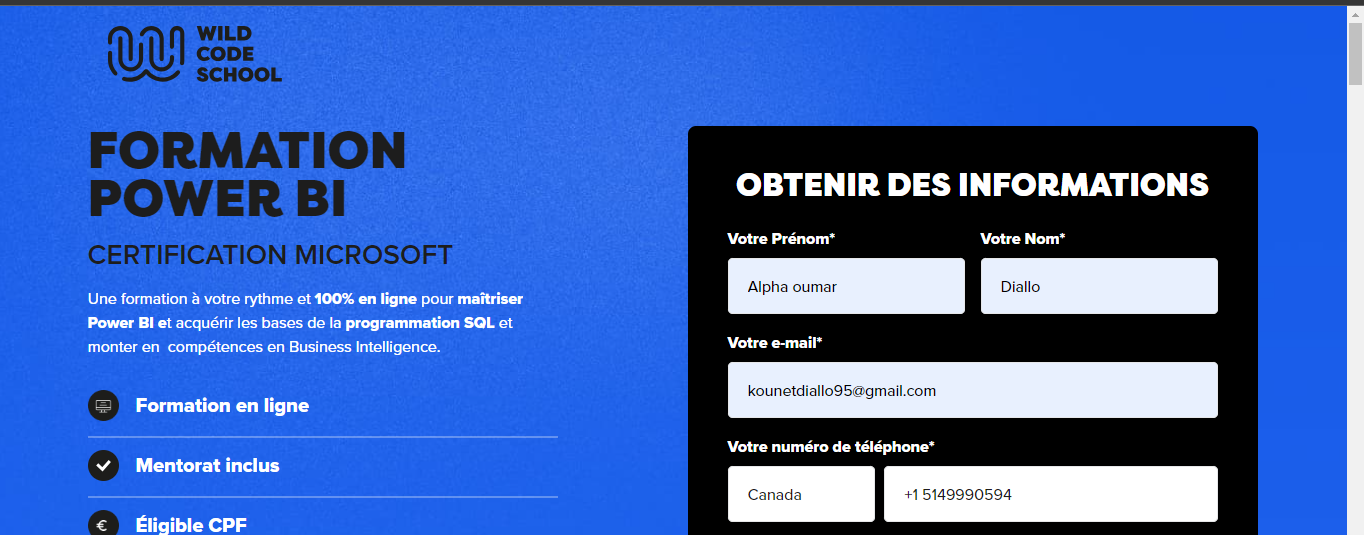 WILD
CODE
SCHOOL
FORMATION
POWER BI
CERTIFICATION MICROSOFT
Une formation à votre rythme et 100% en ligne pour maîtriser
Power BI et acquérir les bases de la programmation SQL et
monter en compétences en Business Intelligence.
Formation en ligne
Mentorat inclus
€ Éligible CPF
OBTENIR DES INFORMATIONS
Votre Prénom* Votre Nom*
Alpha oumar Diallo
Votre e-mail*
kounetdiallo95@gmail.com
Votre numéro de téléphone*
Canada +1 5149990594